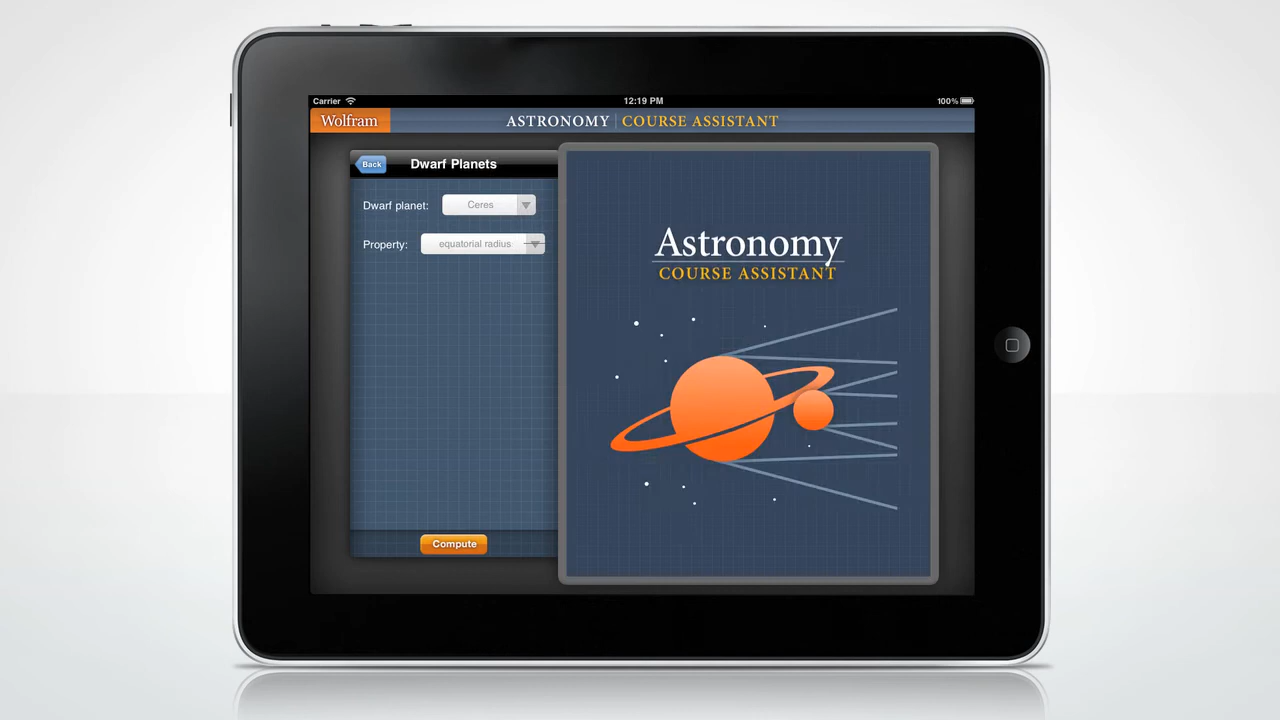 Carrier 12:19 PM 100%
Wolfram ASTRONOMY | COURSE ASSISTANT
Back Dwarf Planets
Dwarf planet: Ceres
Property: equatorial radius
Compute
Astronomy
COURSE ASSISTANT